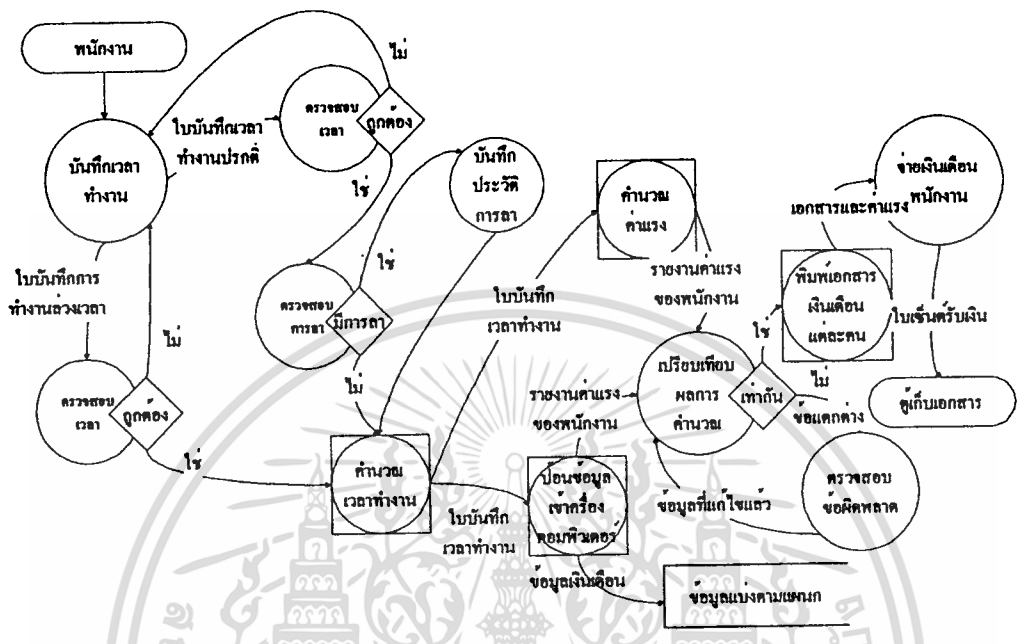 พนักงาน
ไม่
ตรวจสอบ
เวลา
ถูกต้อง
ใบบันทึกเวลา
ทำงานปรกติ
บันทึกเวลา
ทำงาน
ใช่
บันทึก
ประวัติ
การลา
คำนวณ
ค่าแรง
จ่ายเงินเดือน
พนักงาน
เอกสารและค่าแรง
ใบบันทึกการ
ทำงานล่วงเวลา
ไม่
ใช่
ตรวจสอบ
การลา
มีการลา
ไม่
ใบบันทึก
เวลาทำงาน
รายงานค่าแรง
ของพนักงาน
พิมพ์เอกสาร
เงินเดือน
แต่ละคน
ใบเซ็นต์รับเงิน
ใช่
ตรวจสอบ
เวลา
ถูกต้อง
ใช่
เปรียบเทียบ
ผลการ
คำนวณ
เท่ากัน
ไม่
ข้อแตกต่าง
ตู้เก็บเอกสาร
รายงานค่าแรง
ของพนักงาน
คำนวณ
เวลาทำงาน
ใบบันทึก
เวลาทำงาน
ป้อนข้อมูล
เข้าเครื่อง
คอมพิวเตอร์
ข้อมูลที่แก้ไขแล้ว
ตรวจสอบ
ข้อผิดพลาด
ข้อมูลเงินเดือน
ข้อมูลแบ่งตามแผนก